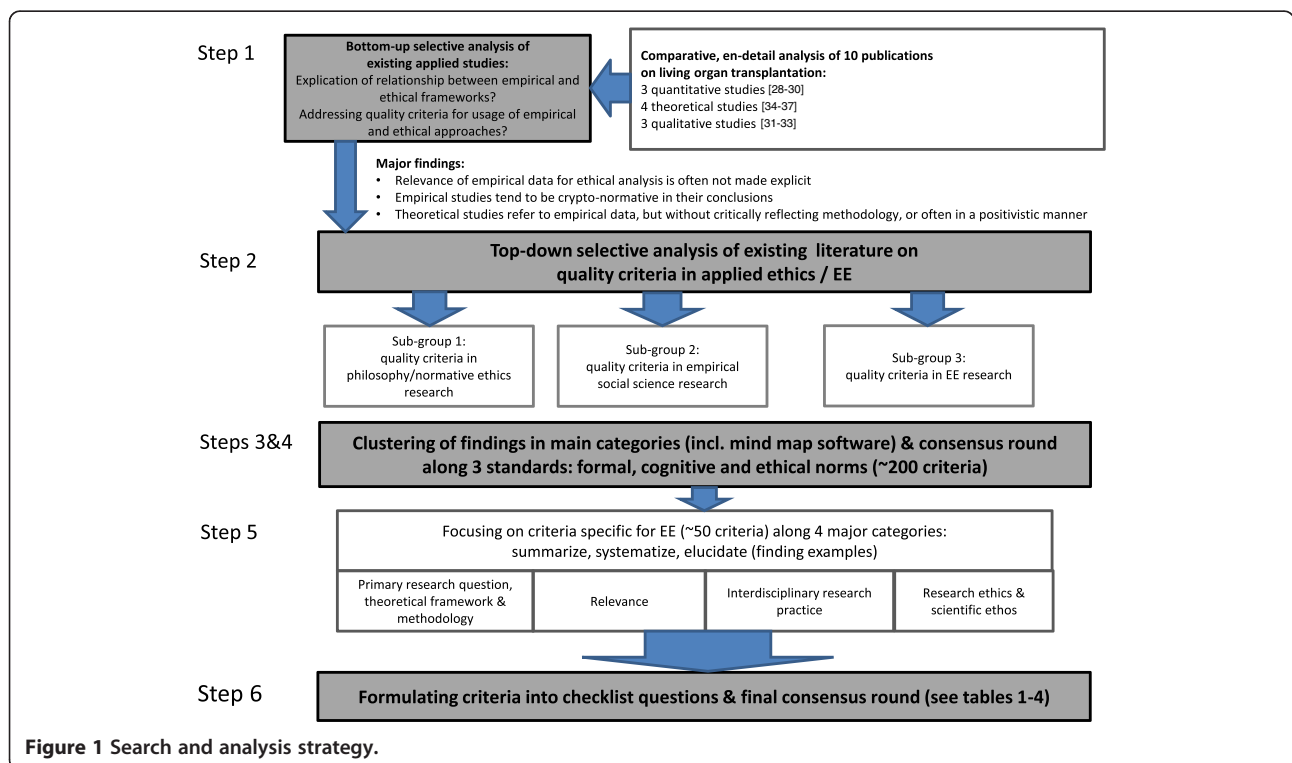 Step 1
Bottom-up selective analysis of
existing applied studies:
Explication of relationship between empirical and
ethical frameworks?
Addressing quality criteria for usage of empirical
and ethical approaches?
Comparative, en-detail analysis of 10 publications
on living organ transplantation:
3 quantitative studies [28-30]
4 theoretical studies [34-37]
3 qualitative studies [31-33]
Major findings:
• Relevance of empirical data for ethical analysis is often not made explicit
• Empirical studies tend to be crypto-normative in their conclusions
• Theoretical studies refer to empirical data, but without critically reflecting methodology, or often in a positivistic manner
Step 2
Top-down selective analysis of existing literature on
quality criteria in applied ethics / EE
Sub-group 1:
quality criteria in
philosophy/normative ethics
research
Sub-group 2:
quality criteria in empirical
social science research
Sub-group 3:
quality criteria in EE research
Steps 3&4
Clustering of findings in main categories (incl. mind map software) & consensus round
along 3 standards: formal, cognitive and ethical norms (~200 criteria)
Step 5
Focusing on criteria specific for EE (~50 criteria) along 4 major categories:
summarize, systematize, elucidate (finding examples)
Primary research question,
theoretical framework &
methodology
Relevance
Interdisciplinary research
practice
Research ethics &
scientific ethos
Step 6
Formulating criteria into checklist questions & final consensus round (see tables 1-4)
Figure 1 Search and analysis strategy.